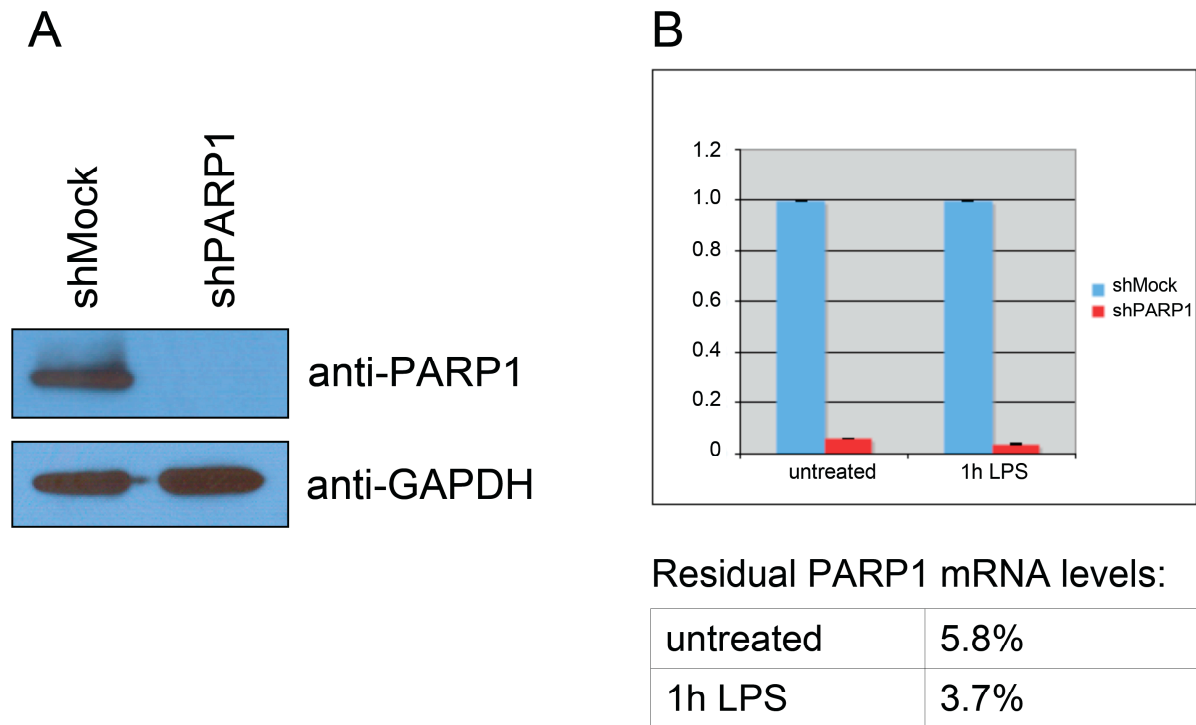 A
shMock
shPARP1
anti-PARP1
anti-GAPDH
B
1.2
1.0
0.8
0.6
0.4
0.2
0
untreated
1h LPS
shMock
shPARP1
Residual PARP1 mRNA levels:
untreated 5.8%
1h LPS 3.7%